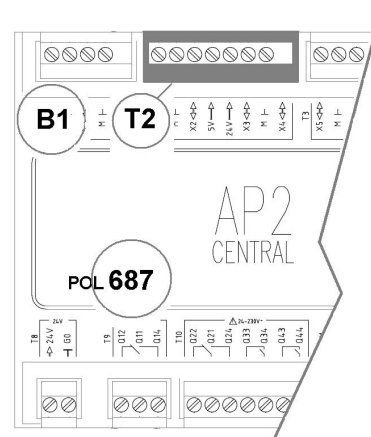 B1
M ⊥
T2
C
X2
5V
24V
X3
M ⊥
X4
T3
X5
M ⊥
AP2
CENTRAL
POL 687
24V
⚠24-230V~
T8
24V
G0
T9
Q12
Q11
Q14
T10
Q22
Q21
Q24
Q33
Q34
Q43
Q44